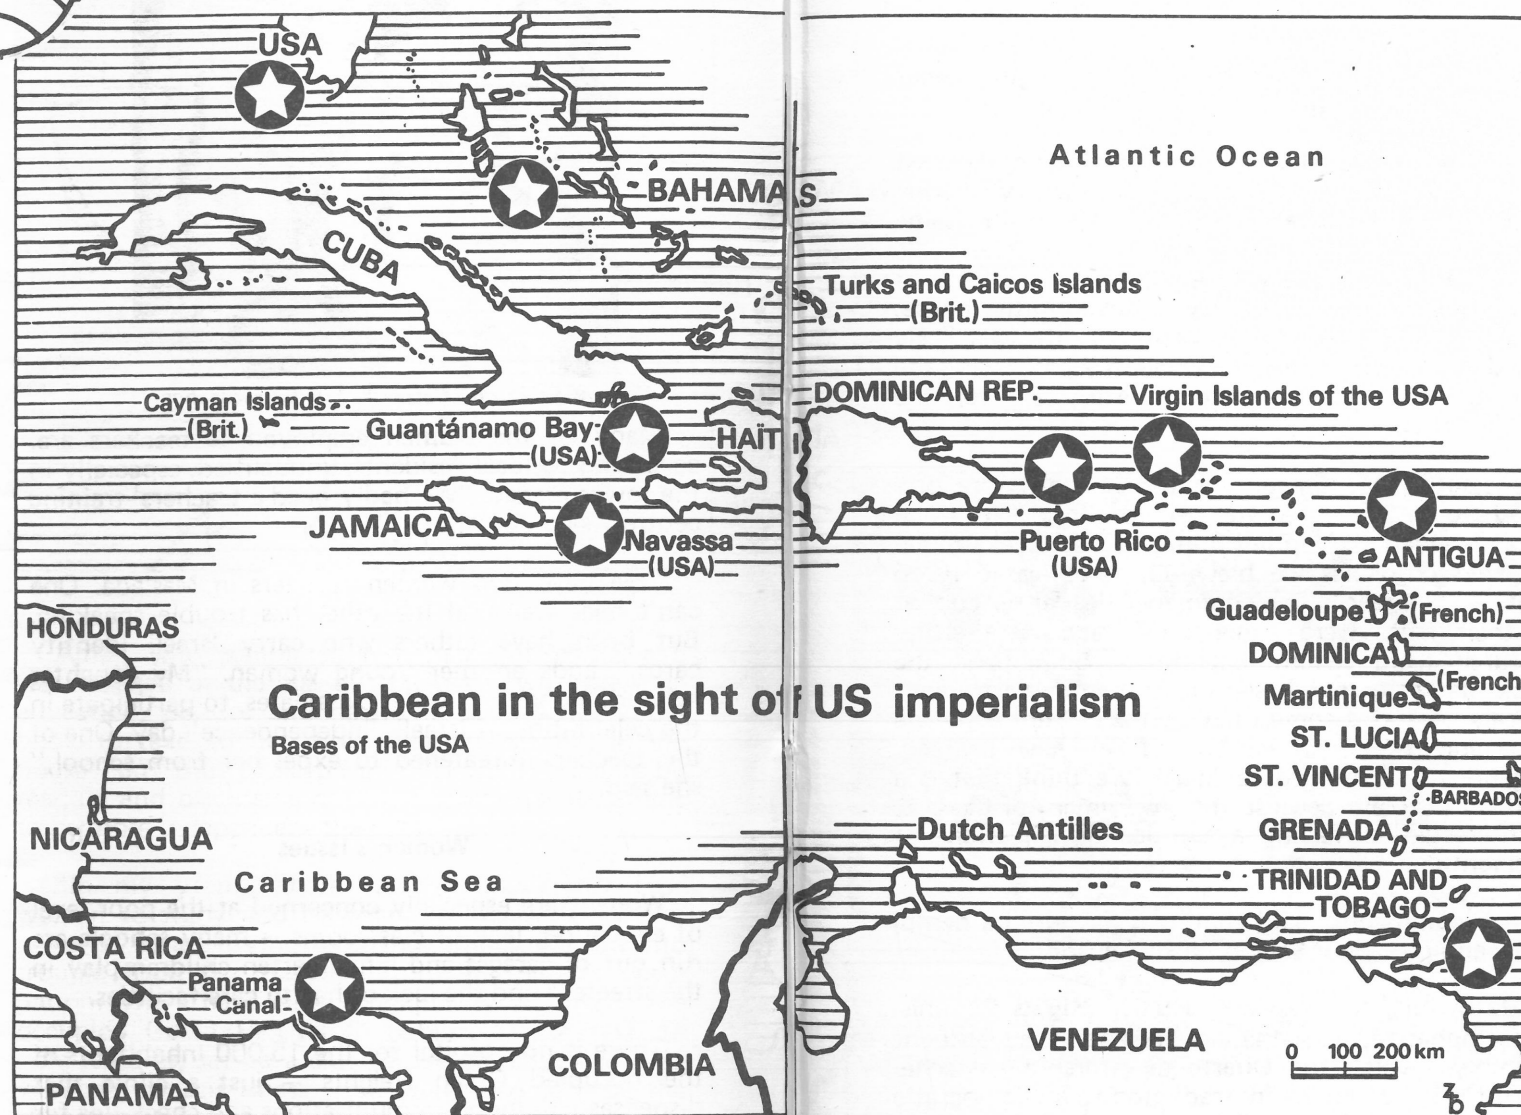 USA
Atlantic Ocean
BAHAMAS
CUBA
Turks and Caicos Islands
(Brit.)
Cayman Islands
(Brit.)
Guantánamo Bay
(USA)
HAÏTI
DOMINICAN REP.
Virgin Islands of the USA
JAMAICA
Navassa
(USA)
Puerto Rico
(USA)
ANTIGUA
Guadeloupe (French)
HONDURAS
DOMINICA
(French
Martinique
Caribbean in the sight of US imperialism
Bases of the USA
ST. LUCIA
ST. VINCENT
BARBADOS
NICARAGUA
Dutch Antilles
GRENADA
Caribbean Sea
TRINIDAD AND
TOBAGO
COSTA RICA
Panama
Canal
VENEZUELA
COLOMBIA
0 100 200 km
PANAMA